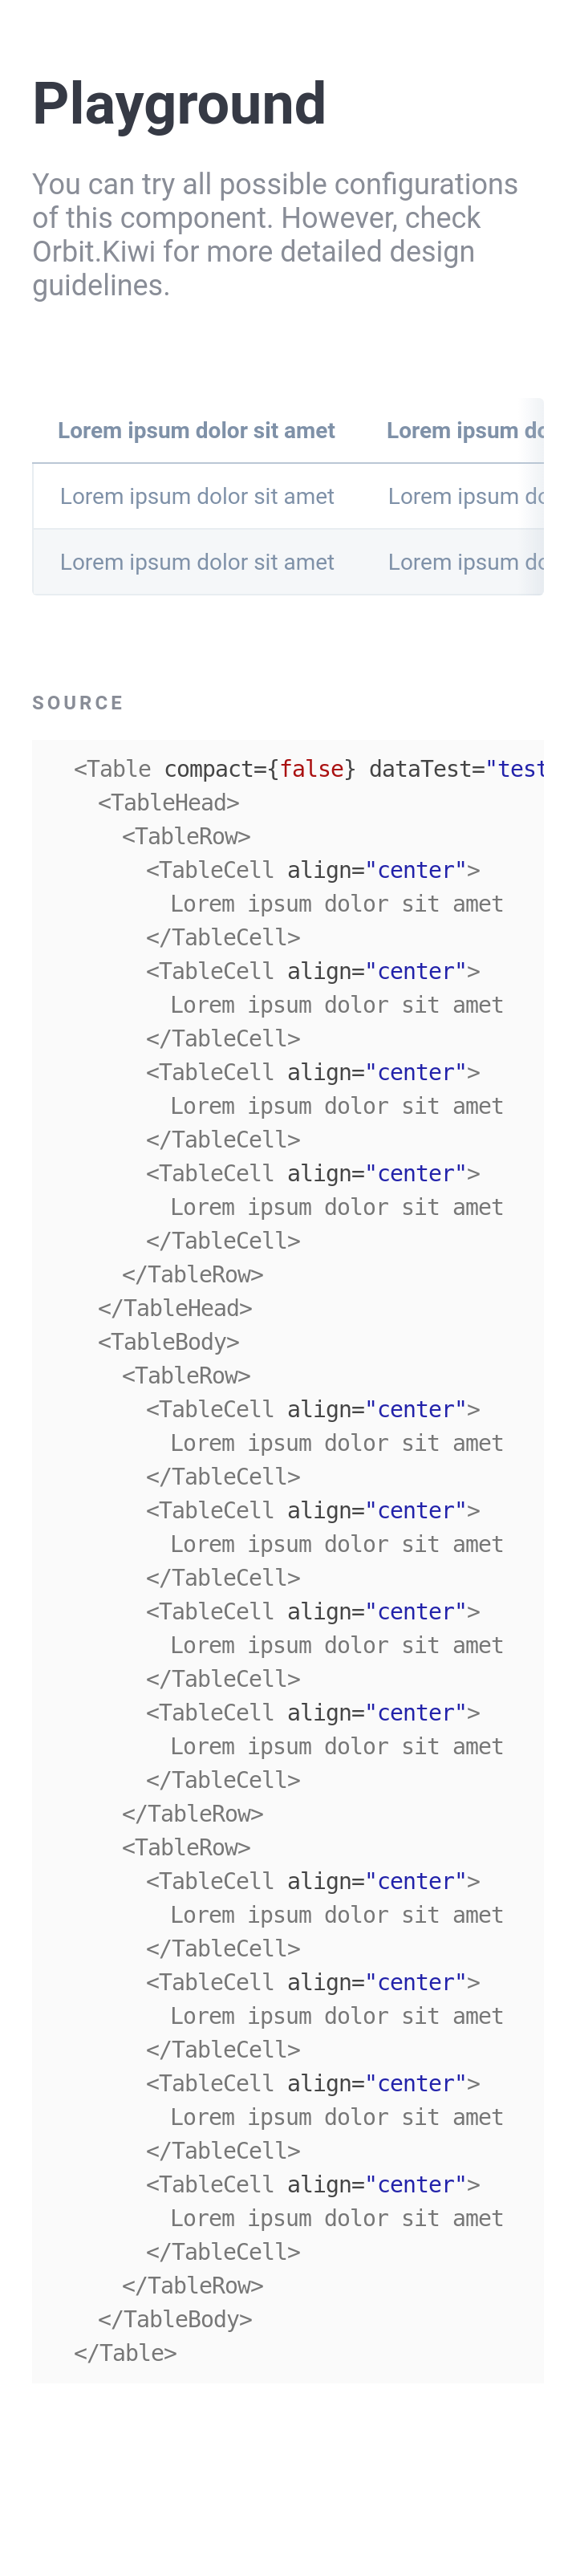 Playground
You can try all possible configurations
of this component. However, check
Orbit.Kiwi for more detailed design
guidelines.
Lorem ipsum dolor sit amet Lorem ipsum do
Lorem ipsum dolor sit amet Lorem ipsum do
Lorem ipsum dolor sit amet Lorem ipsum do
SOURCE
<Table compact={false} dataTest="test
<TableHead>
<TableRow>
<TableCell align="center">
Lorem ipsum dolor sit amet
</TableCell>
<TableCell align="center">
Lorem ipsum dolor sit amet
</TableCell>
<TableCell align="center">
Lorem ipsum dolor sit amet
</TableCell>
<TableCell align="center">
Lorem ipsum dolor sit amet
</TableCell>
</TableRow>
</TableHead>
<TableBody>
<TableRow>
<TableCell align="center">
Lorem ipsum dolor sit amet
</TableCell>
<TableCell align="center">
Lorem ipsum dolor sit amet
</TableCell>
<TableCell align="center">
Lorem ipsum dolor sit amet
</TableCell>
<TableCell align="center">
Lorem ipsum dolor sit amet
</TableCell>
</TableRow>
<TableRow>
<TableCell align="center">
Lorem ipsum dolor sit amet
</TableCell>
<TableCell align="center">
Lorem ipsum dolor sit amet
</TableCell>
<TableCell align="center">
Lorem ipsum dolor sit amet
</TableCell>
<TableCell align="center">
Lorem ipsum dolor sit amet
</TableCell>
</TableRow>
</TableBody>
</Table>